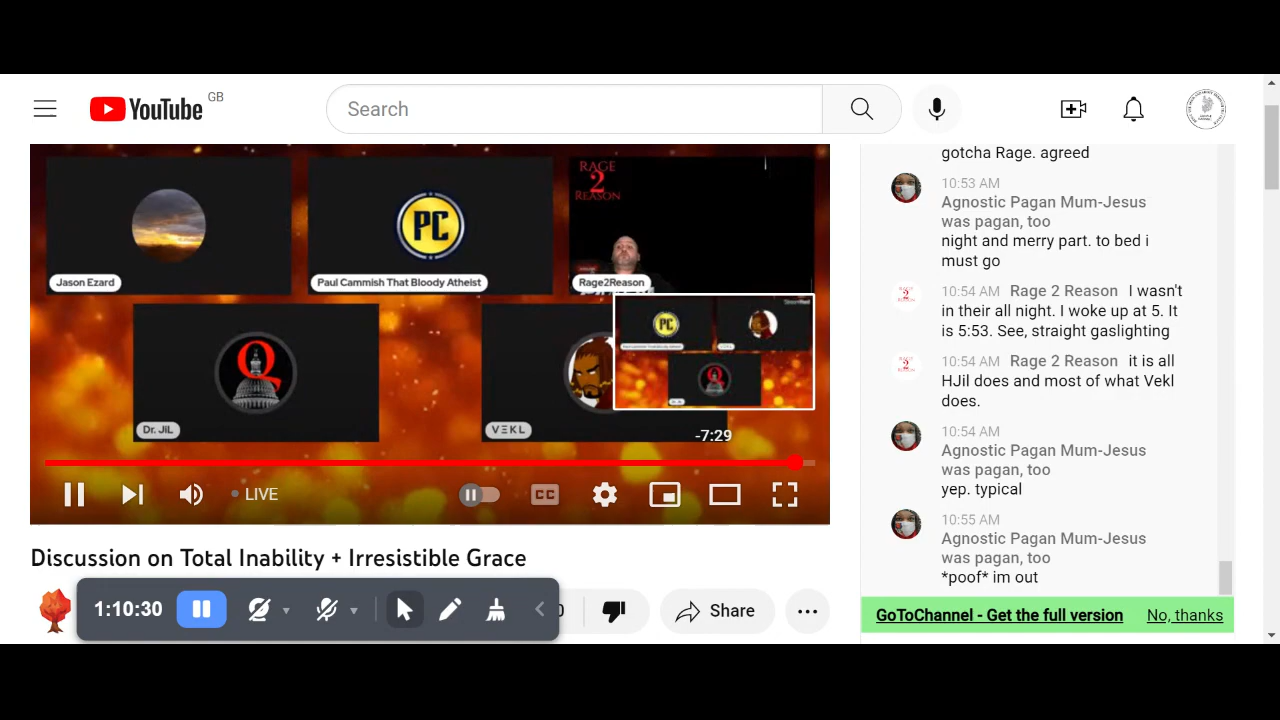 YouTube GB
Search
RAGE
2
REASON
PC
Jason Ezard
Paul Cammish That Bloody Atheist
Rage2Reason
PC
Q
Dr. JIL
VΞKL
-7:29
LIVE
CC
Discussion on Total Inability + Irresistible Grace
1:10:30
0
Share
gotcha Rage. agreed
10:53 AM
Agnostic Pagan Mum-Jesus
was pagan, too
night and merry part. to bed i
must go
10:54 AM Rage 2 Reason I wasn't
in their all night. I woke up at 5. It
is 5:53. See, straight gaslighting
10:54 AM Rage 2 Reason it is all
HJil does and most of what Vekl
does.
10:54 AM
Agnostic Pagan Mum-Jesus
was pagan, too
yep. typical
10:55 AM
Agnostic Pagan Mum-Jesus
was pagan, too
*poof* im out
GoToChannel - Get the full version No, thanks